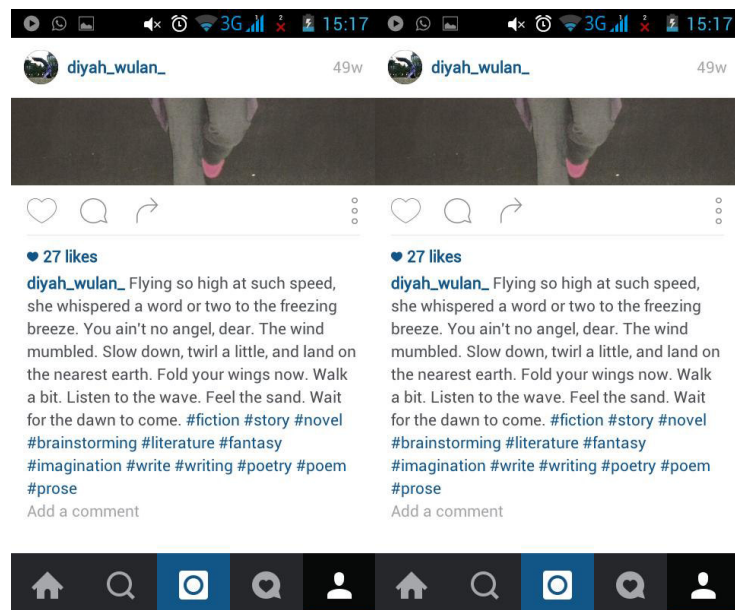 3G 2 15:17
diyah_wulan_ 49w
27 likes
diyah_wulan_ Flying so high at such speed,
she whispered a word or two to the freezing
breeze. You ain't no angel, dear. The wind
mumbled. Slow down, twirl a little, and land on
the nearest earth. Fold your wings now. Walk
a bit. Listen to the wave. Feel the sand. Wait
for the dawn to come. #fiction #story #novel
#brainstorming #literature #fantasy
#imagination #write #writing #poetry #poem
#prose
Add a comment
3G 2 15:17
diyah_wulan_ 49w
27 likes
diyah_wulan_ Flying so high at such speed,
she whispered a word or two to the freezing
breeze. You ain't no angel, dear. The wind
mumbled. Slow down, twirl a little, and land on
the nearest earth. Fold your wings now. Walk
a bit. Listen to the wave. Feel the sand. Wait
for the dawn to come. #fiction #story #novel
#brainstorming #literature #fantasy
#imagination #write #writing #poetry #poem
#prose
Add a comment